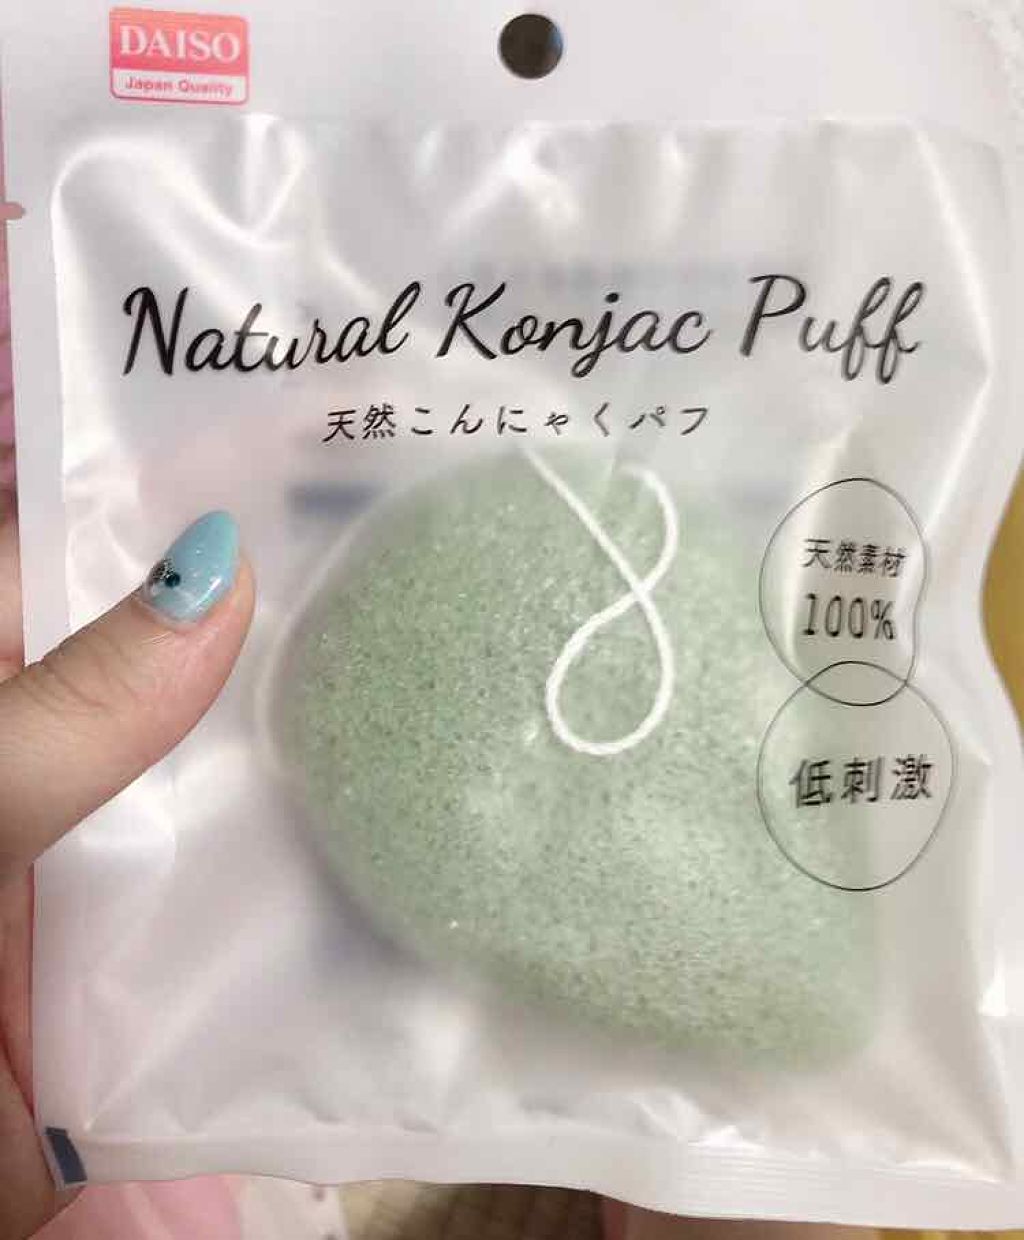 DAISO
Japan Quality
Natural Konjac Puff
天然こんにゃくパフ
天然素材
100%
低刺激